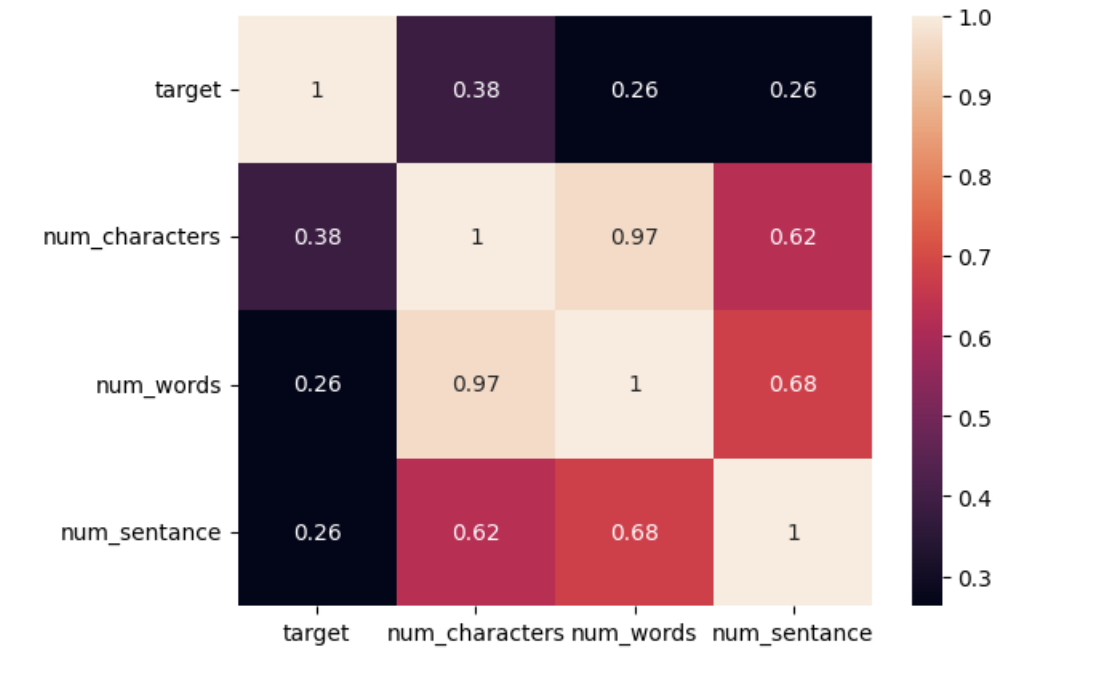 1.0
target 1 0.38 0.26 0.26
0.9
0.8
num_characters 0.38 1 0.97 0.62
0.7
0.6
num_words 0.26 0.97 1 0.68
0.5
0.4
num_sentance 0.26 0.62 0.68 1
0.3
target num_characters num_words num_sentance